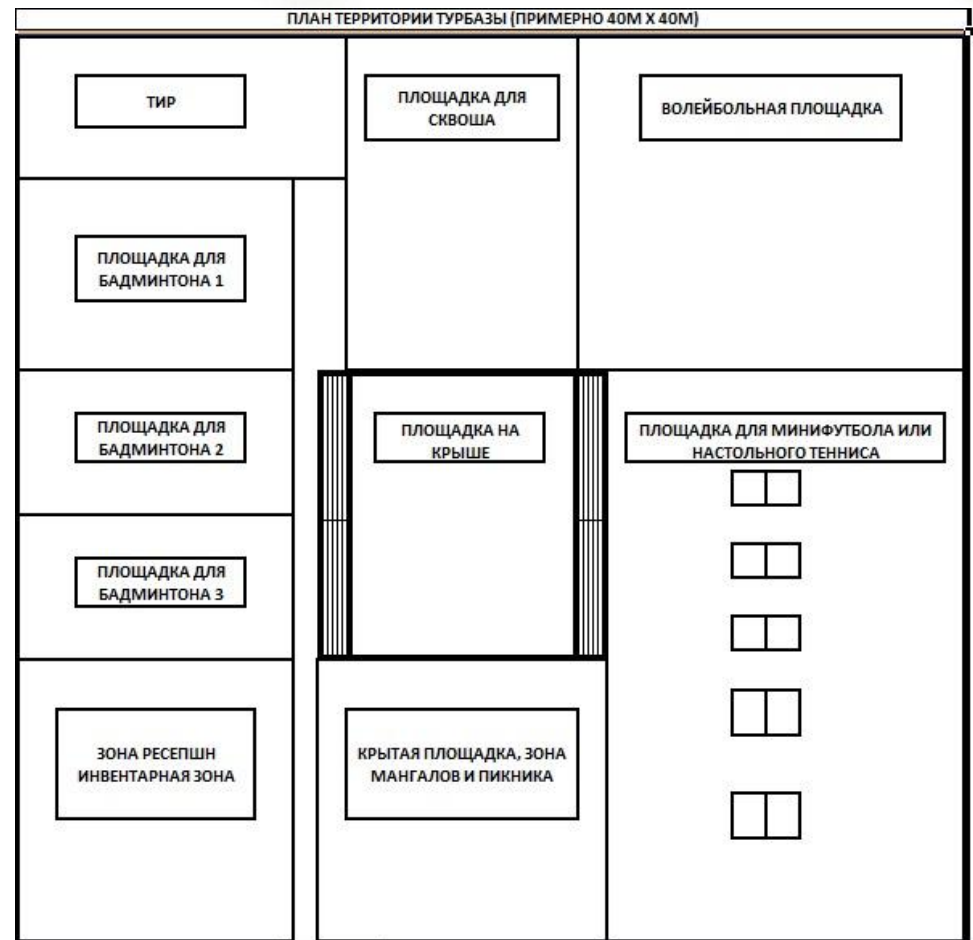 ПЛАН ТЕРРИТОРИИ ТУРБАЗЫ (ПРИМЕРНО 40М Х 40М)
ТИР
ПЛОЩАДКА ДЛЯ
СКВОША
ВОЛЕЙБОЛЬНАЯ ПЛОЩАДКА
ПЛОЩАДКА ДЛЯ
БАДМИНТОНА 1
ПЛОЩАДКА ДЛЯ
БАДМИНТОНА 2
ПЛОЩАДКА НА
КРЫШЕ
ПЛОЩАДКА ДЛЯ МИНИФУТБОЛА ИЛИ
НАСТОЛЬНОГО ТЕННИСА
ПЛОЩАДКА ДЛЯ
БАДМИНТОНА 3
ЗОНА РЕСЕПШН
ИНВЕНТАРНАЯ ЗОНА
КРЫТАЯ ПЛОЩАДКА, ЗОНА
МАНГАЛОВ И ПИКНИКА